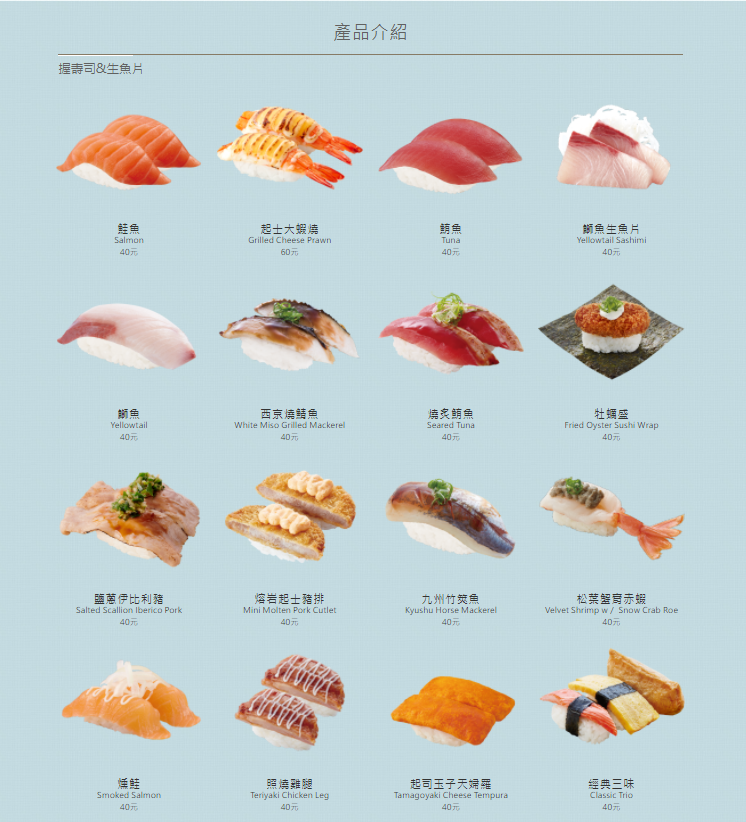 產品介紹
握壽司&生魚片
鮭魚
Salmon
40元
起士大蝦燒
Grilled Cheese Prawn
60元
鮪魚
Tuna
40元
鰤魚生魚片
Yellowtail Sashimi
40元
鰤魚
Yellowtail
40元
西京燒鯖魚
White Miso Grilled Mackerel
40元
燒炙鮪魚
Seared Tuna
40元
牡蠣盛
Fried Oyster Sushi Wrap
40元
鹽蔥伊比利豬
Salted Scallion Iberico Pork
40元
熔岩起士豬排
Mini Molten Pork Cutlet
40元
九州竹筴魚
Kyushu Horse Mackerel
40元
松葉蟹膏赤蝦
Velvet Shrimp w / Snow Crab Roe
40元
燻鮭
Smoked Salmon
40元
照燒雞腿
Teriyaki Chicken Leg
40元
起司玉子天婦羅
Tamagoyaki Cheese Tempura
40元
經典三味
Classic Trio
40元